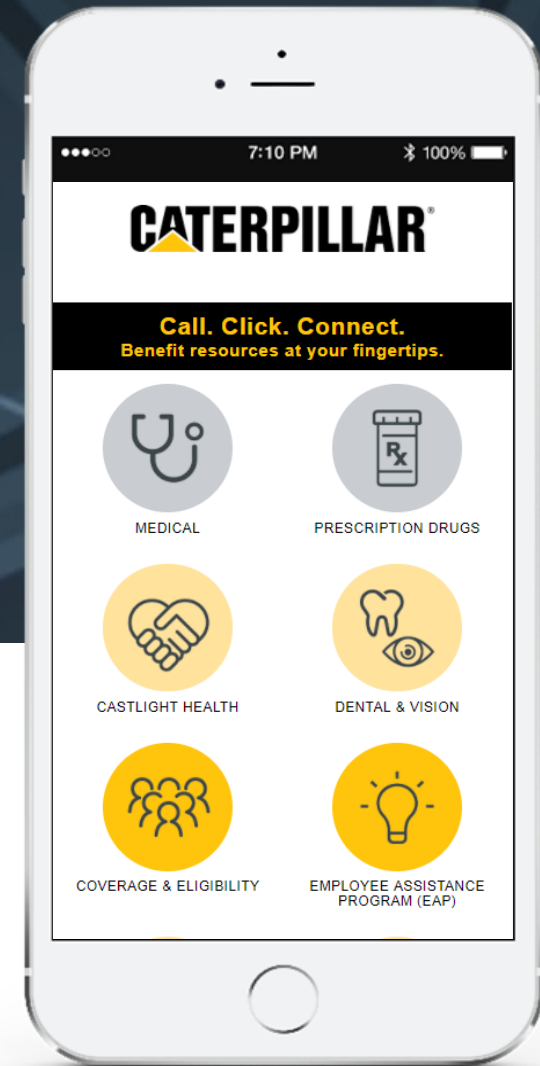 7:10 PM
100%
CATERPILLAR®
Call. Click. Connect.
Benefit resources at your fingertips.
Rx
MEDICAL
PRESCRIPTION DRUGS
CASTLIGHT HEALTH
DENTAL & VISION
COVERAGE & ELIGIBILITY
EMPLOYEE ASSISTANCE
PROGRAM (EAP)